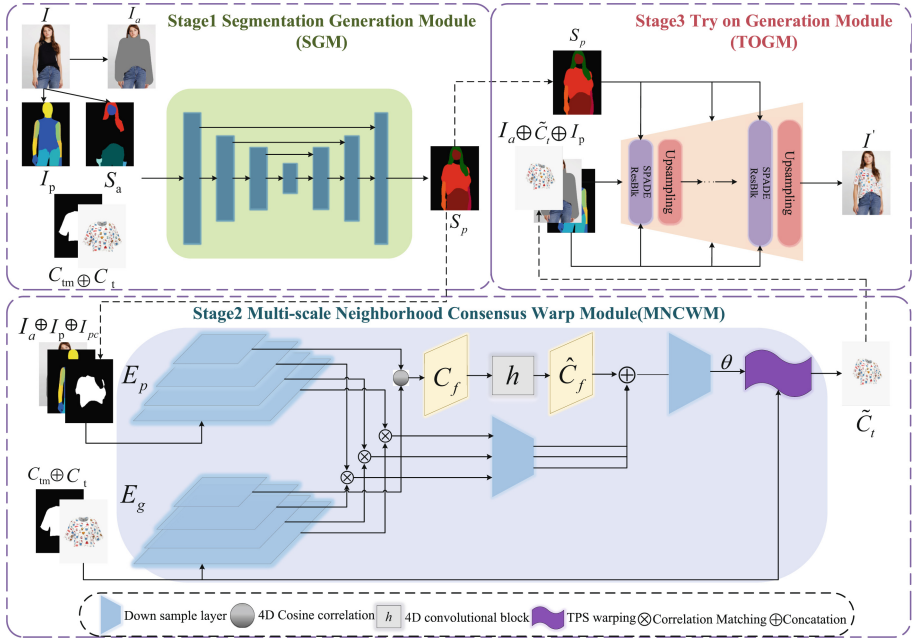 I
I_a
Stage1 Segmentation Generation Module
(SGM)
I_p
S_a
C_tm ⊕ C_t
S_p
Stage3 Try on Generation Module
(TOGM)
S_p
I_a ⊕ C̃_t ⊕ I_p
SPADE
ResBlk
Upsampling
...
SPADE
ResBlk
Upsampling
I'
Stage2 Multi-scale Neighborhood Consensus Warp Module(MNCWM)
I_a ⊕ I_p ⊕ I_pc
E_p
C_f
h
Ĉ_f
θ
C̃_t
C_tm ⊕ C_t
E_g
Down sample layer
4D Cosine correlation
h
4D convolutional block
TPS warping
⊗Correlation Matching
⊕Concatation